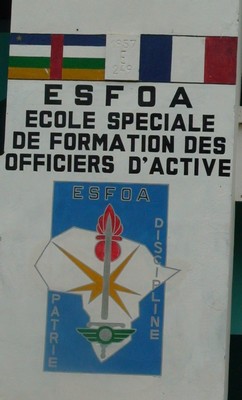 ESFOA
ECOLE SPECIALE
DE FORMATION DES
OFFICIERS D'ACTIVE
ESFOA
PATRIE
DISCIPLINE